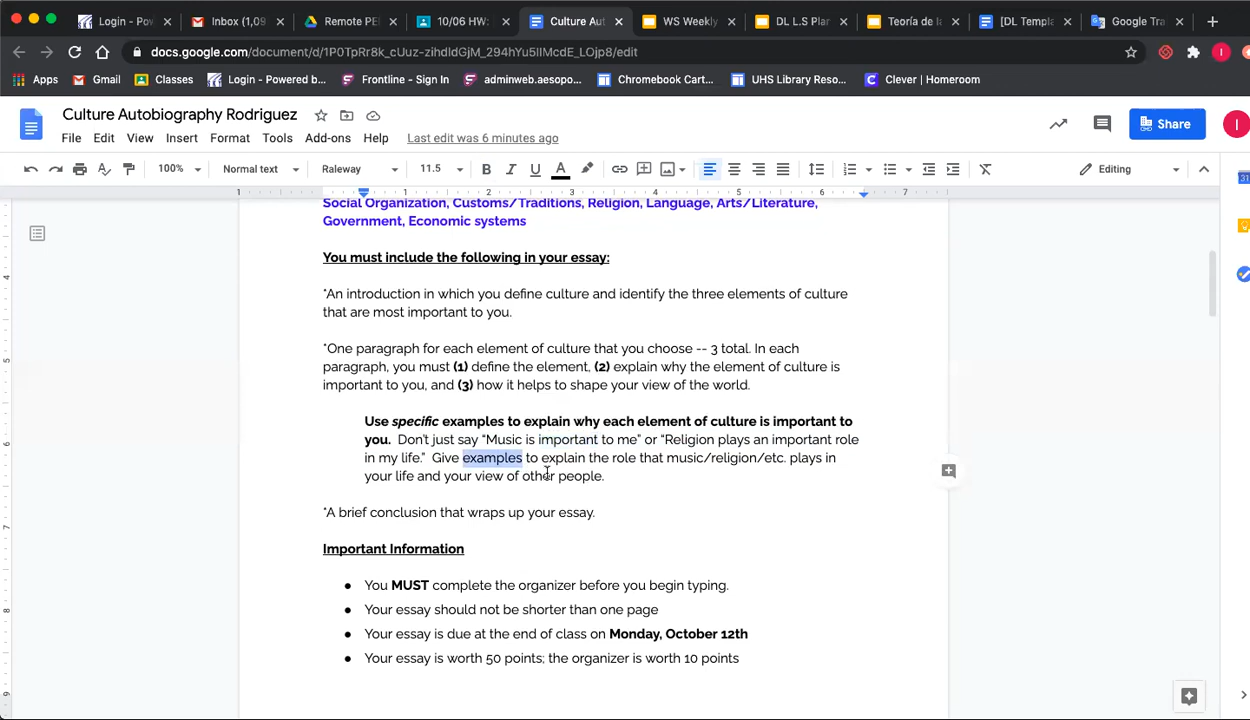 Login - Pow
Inbox (1,09
Remote PE
10/06 HW:
Culture Aut
WS Weekly
DL L.S Plan
Teoría de la
[DL Templa
Google Tra
docs.google.com/document/d/1P0TpRr8k_cUuz-zihdIdGjM_294hYu5lIMcdE_LOjp8/edit
Apps
Gmail
Classes
Login - Powered b...
Frontline - Sign In
adminweb.aesopo...
Chromebook Cart...
UHS Library Reso...
Clever | Homeroom
Culture Autobiography Rodriguez
File Edit View Insert Format Tools Add-ons Help Last edit was 6 minutes ago
Share
100% Normal text Raleway 11.5 B I U A Editing
1 1 2 3 4 5 6 7
Social Organization, Customs/Traditions, Religion, Language, Arts/Literature,
Government, Economic systems
You must include the following in your essay:
*An introduction in which you define culture and identify the three elements of culture
that are most important to you.
*One paragraph for each element of culture that you choose -- 3 total. In each
paragraph, you must (1) define the element, (2) explain why the element of culture is
important to you, and (3) how it helps to shape your view of the world.
Use specific examples to explain why each element of culture is important to
you. Don't just say “Music is important to me” or “Religion plays an important role
in my life.” Give examples to explain the role that music/religion/etc. plays in
your life and your view of other people.
*A brief conclusion that wraps up your essay.
Important Information
● You MUST complete the organizer before you begin typing.
● Your essay should not be shorter than one page
● Your essay is due at the end of class on Monday, October 12th
● Your essay is worth 50 points; the organizer is worth 10 points